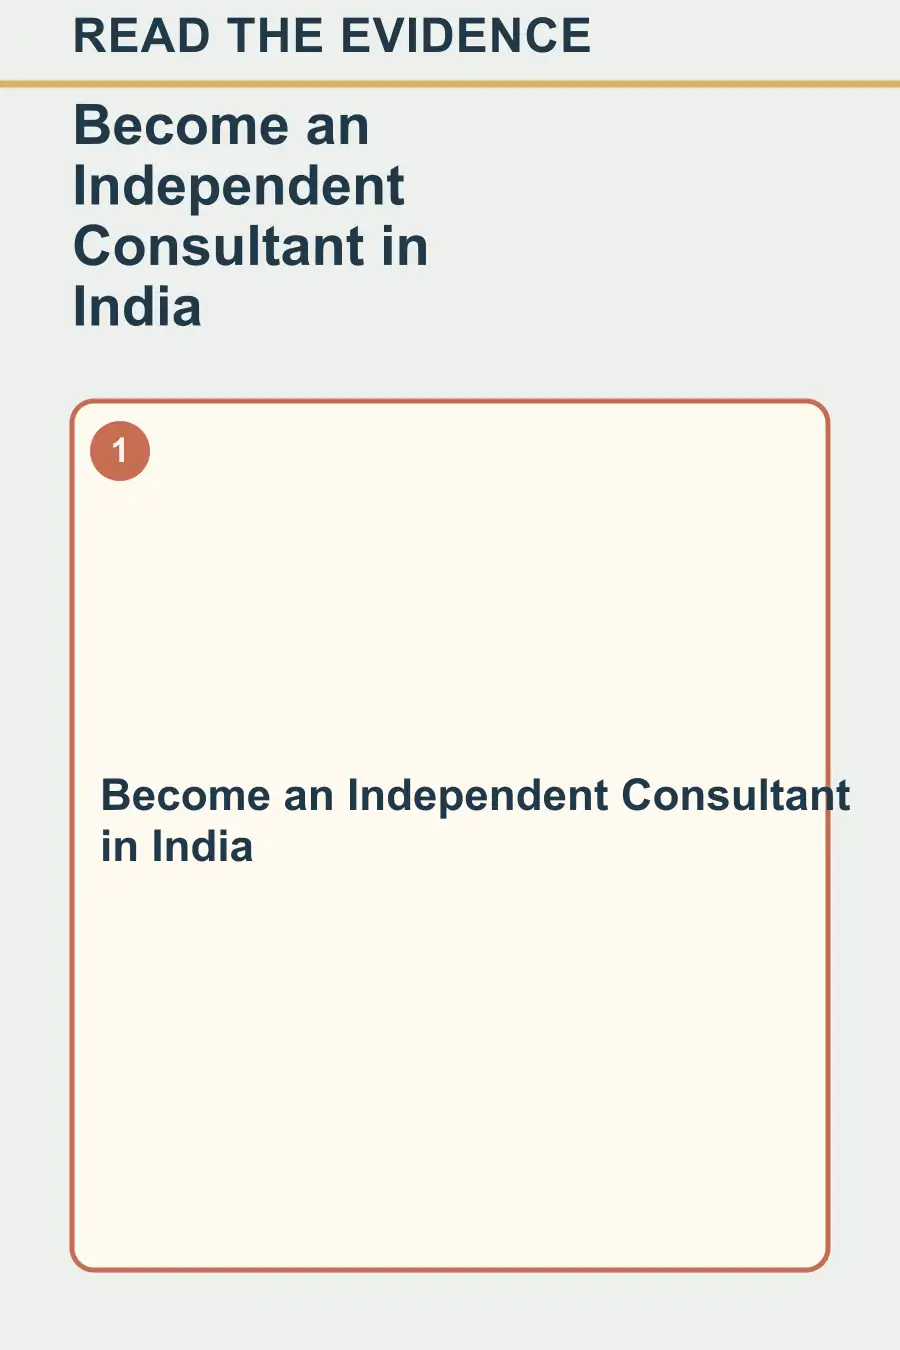 READ THE EVIDENCE
Become an
Independent
Consultant in
India
1
Become an Independent Consultant
in India